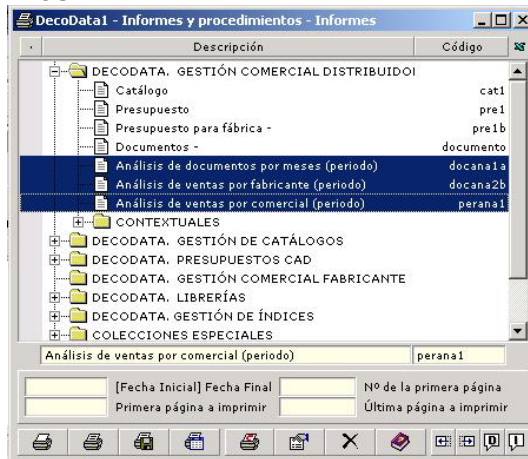 DecoData1 - Informes y procedimientos - Informes
Descripción Código
DECODATA. GESTIÓN COMERCIAL DISTRIBUIDOI
Catálogo cat1
Presupuesto pre1
Presupuesto para fábrica - pre1b
Documentos - documento
Análisis de documentos por meses (periodo) docana1a
Análisis de ventas por fabricante (periodo) docana2b
Análisis de ventas por comercial (periodo) perana1
CONTEXTUALES
DECODATA. GESTIÓN DE CATÁLOGOS
DECODATA. PRESUPUESTOS CAD
DECODATA. GESTIÓN COMERCIAL FABRICANTE
DECODATA. LIBRERÍAS
DECODATA. GESTIÓN DE ÍNDICES
COLECCIONES ESPECIALES
Análisis de ventas por comercial (periodo) perana1
[Fecha Inicial] Fecha Final Nº de la primera página
Primera página a imprimir Última página a imprimir